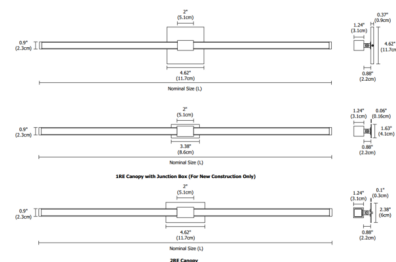 2"
(5.1cm)
0.9"
(2.3cm)
4.62"
(11.7cm)
Nominal Size (L)
1.24"
(3.1cm)
0.37"
(0.9cm)
4.62"
(11.7cm)
0.88"
(2.2cm)
2"
(5.1cm)
0.9"
(2.3cm)
3.38"
(8.6cm)
Nominal Size (L)
1.24"
(3.1cm)
0.06"
(0.16cm)
1.63"
(4.1cm)
0.88"
(2.2cm)
1RE Canopy with Junction Box (For New Construction Only)
2"
(5.1cm)
0.9"
(2.3cm)
4.62"
(11.7cm)
Nominal Size (L)
1.24"
(3.1cm)
0.1"
(0.3cm)
2.38"
(6cm)
0.88"
(2.2cm)
2RE Canopy